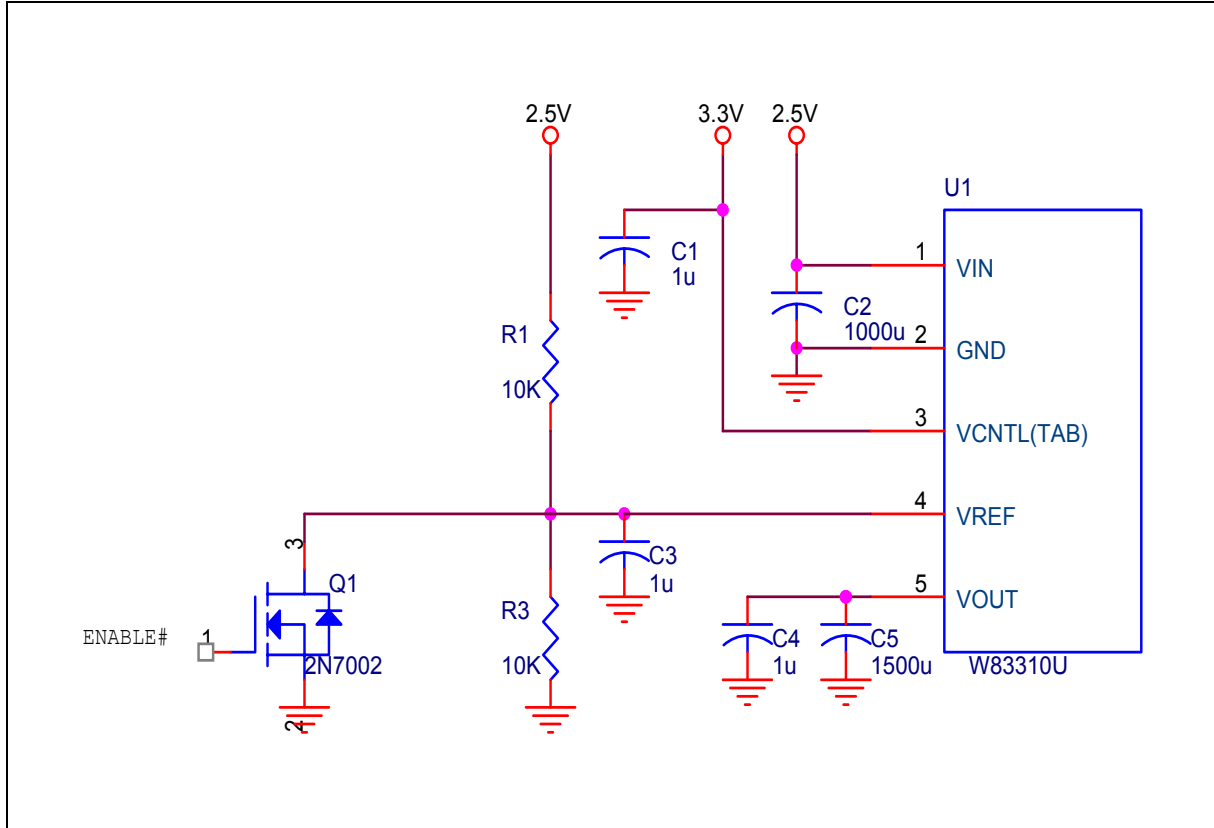 2.5V
3.3V
2.5V
U1
1
VIN
C1
1u
C2
1000u
2
GND
R1
10K
3
VCNTL(TAB)
4
VREF
3
C3
1u
Q1
R3
5
VOUT
ENABLE#
1
2N7002
10K
C4
1u
C5
1500u
W83310U
2